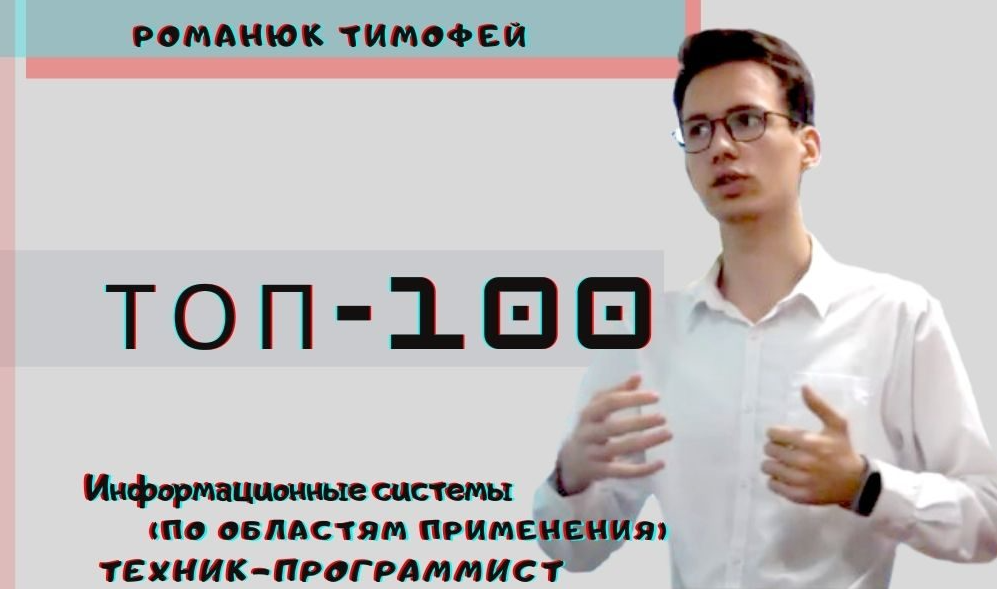 РОМАНЮК ТИМОФЕЙ
ТОП-100
Информационные системы
(ПО ОБЛАСТЯМ ПРИМЕНЕНИЯ)
ТЕХНИК-ПРОГРАММИСТ